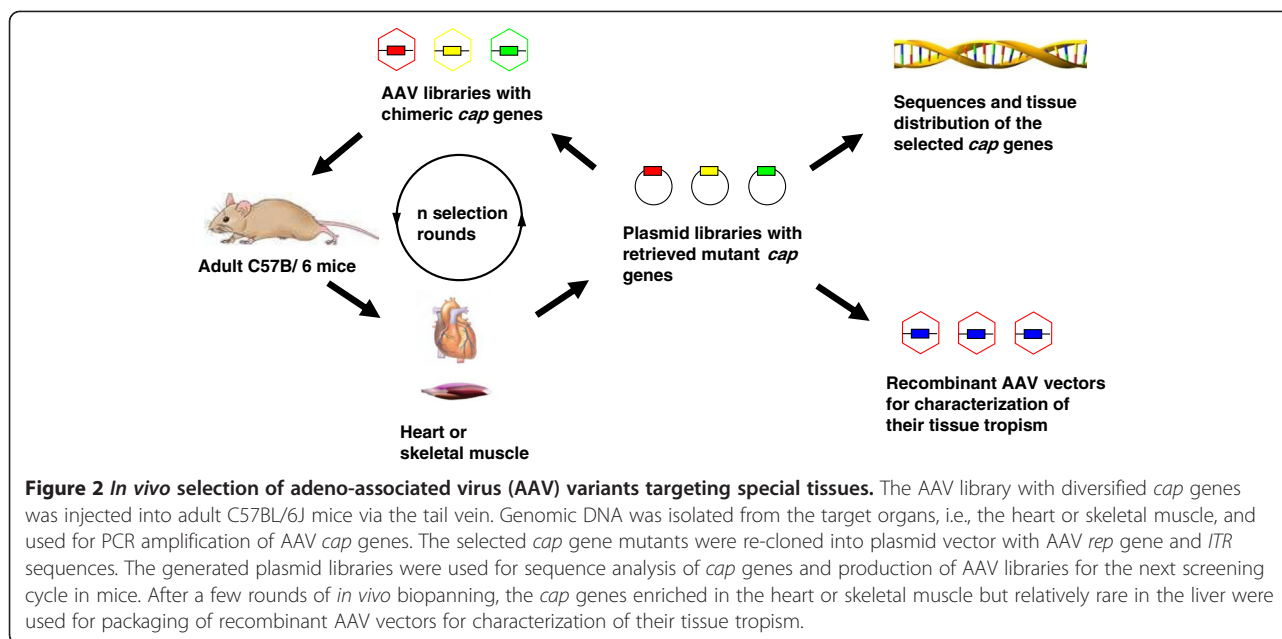 AAV libraries with
chimeric cap genes
Sequences and tissue
distribution of the
selected cap genes
n selection
rounds
Adult C57B/ 6 mice
Plasmid libraries with
retrieved mutant cap
genes
Heart or
skeletal muscle
Recombinant AAV vectors
for characterization of
their tissue tropism
Figure 2 In vivo selection of adeno-associated virus (AAV) variants targeting special tissues. The AAV library with diversified cap genes
was injected into adult C57BL/6J mice via the tail vein. Genomic DNA was isolated from the target organs, i.e., the heart or skeletal muscle, and
used for PCR amplification of AAV cap genes. The selected cap gene mutants were re-cloned into plasmid vector with AAV rep gene and ITR
sequences. The generated plasmid libraries were used for sequence analysis of cap genes and production of AAV libraries for the next screening
cycle in mice. After a few rounds of in vivo biopanning, the cap genes enriched in the heart or skeletal muscle but relatively rare in the liver were
used for packaging of recombinant AAV vectors for characterization of their tissue tropism.